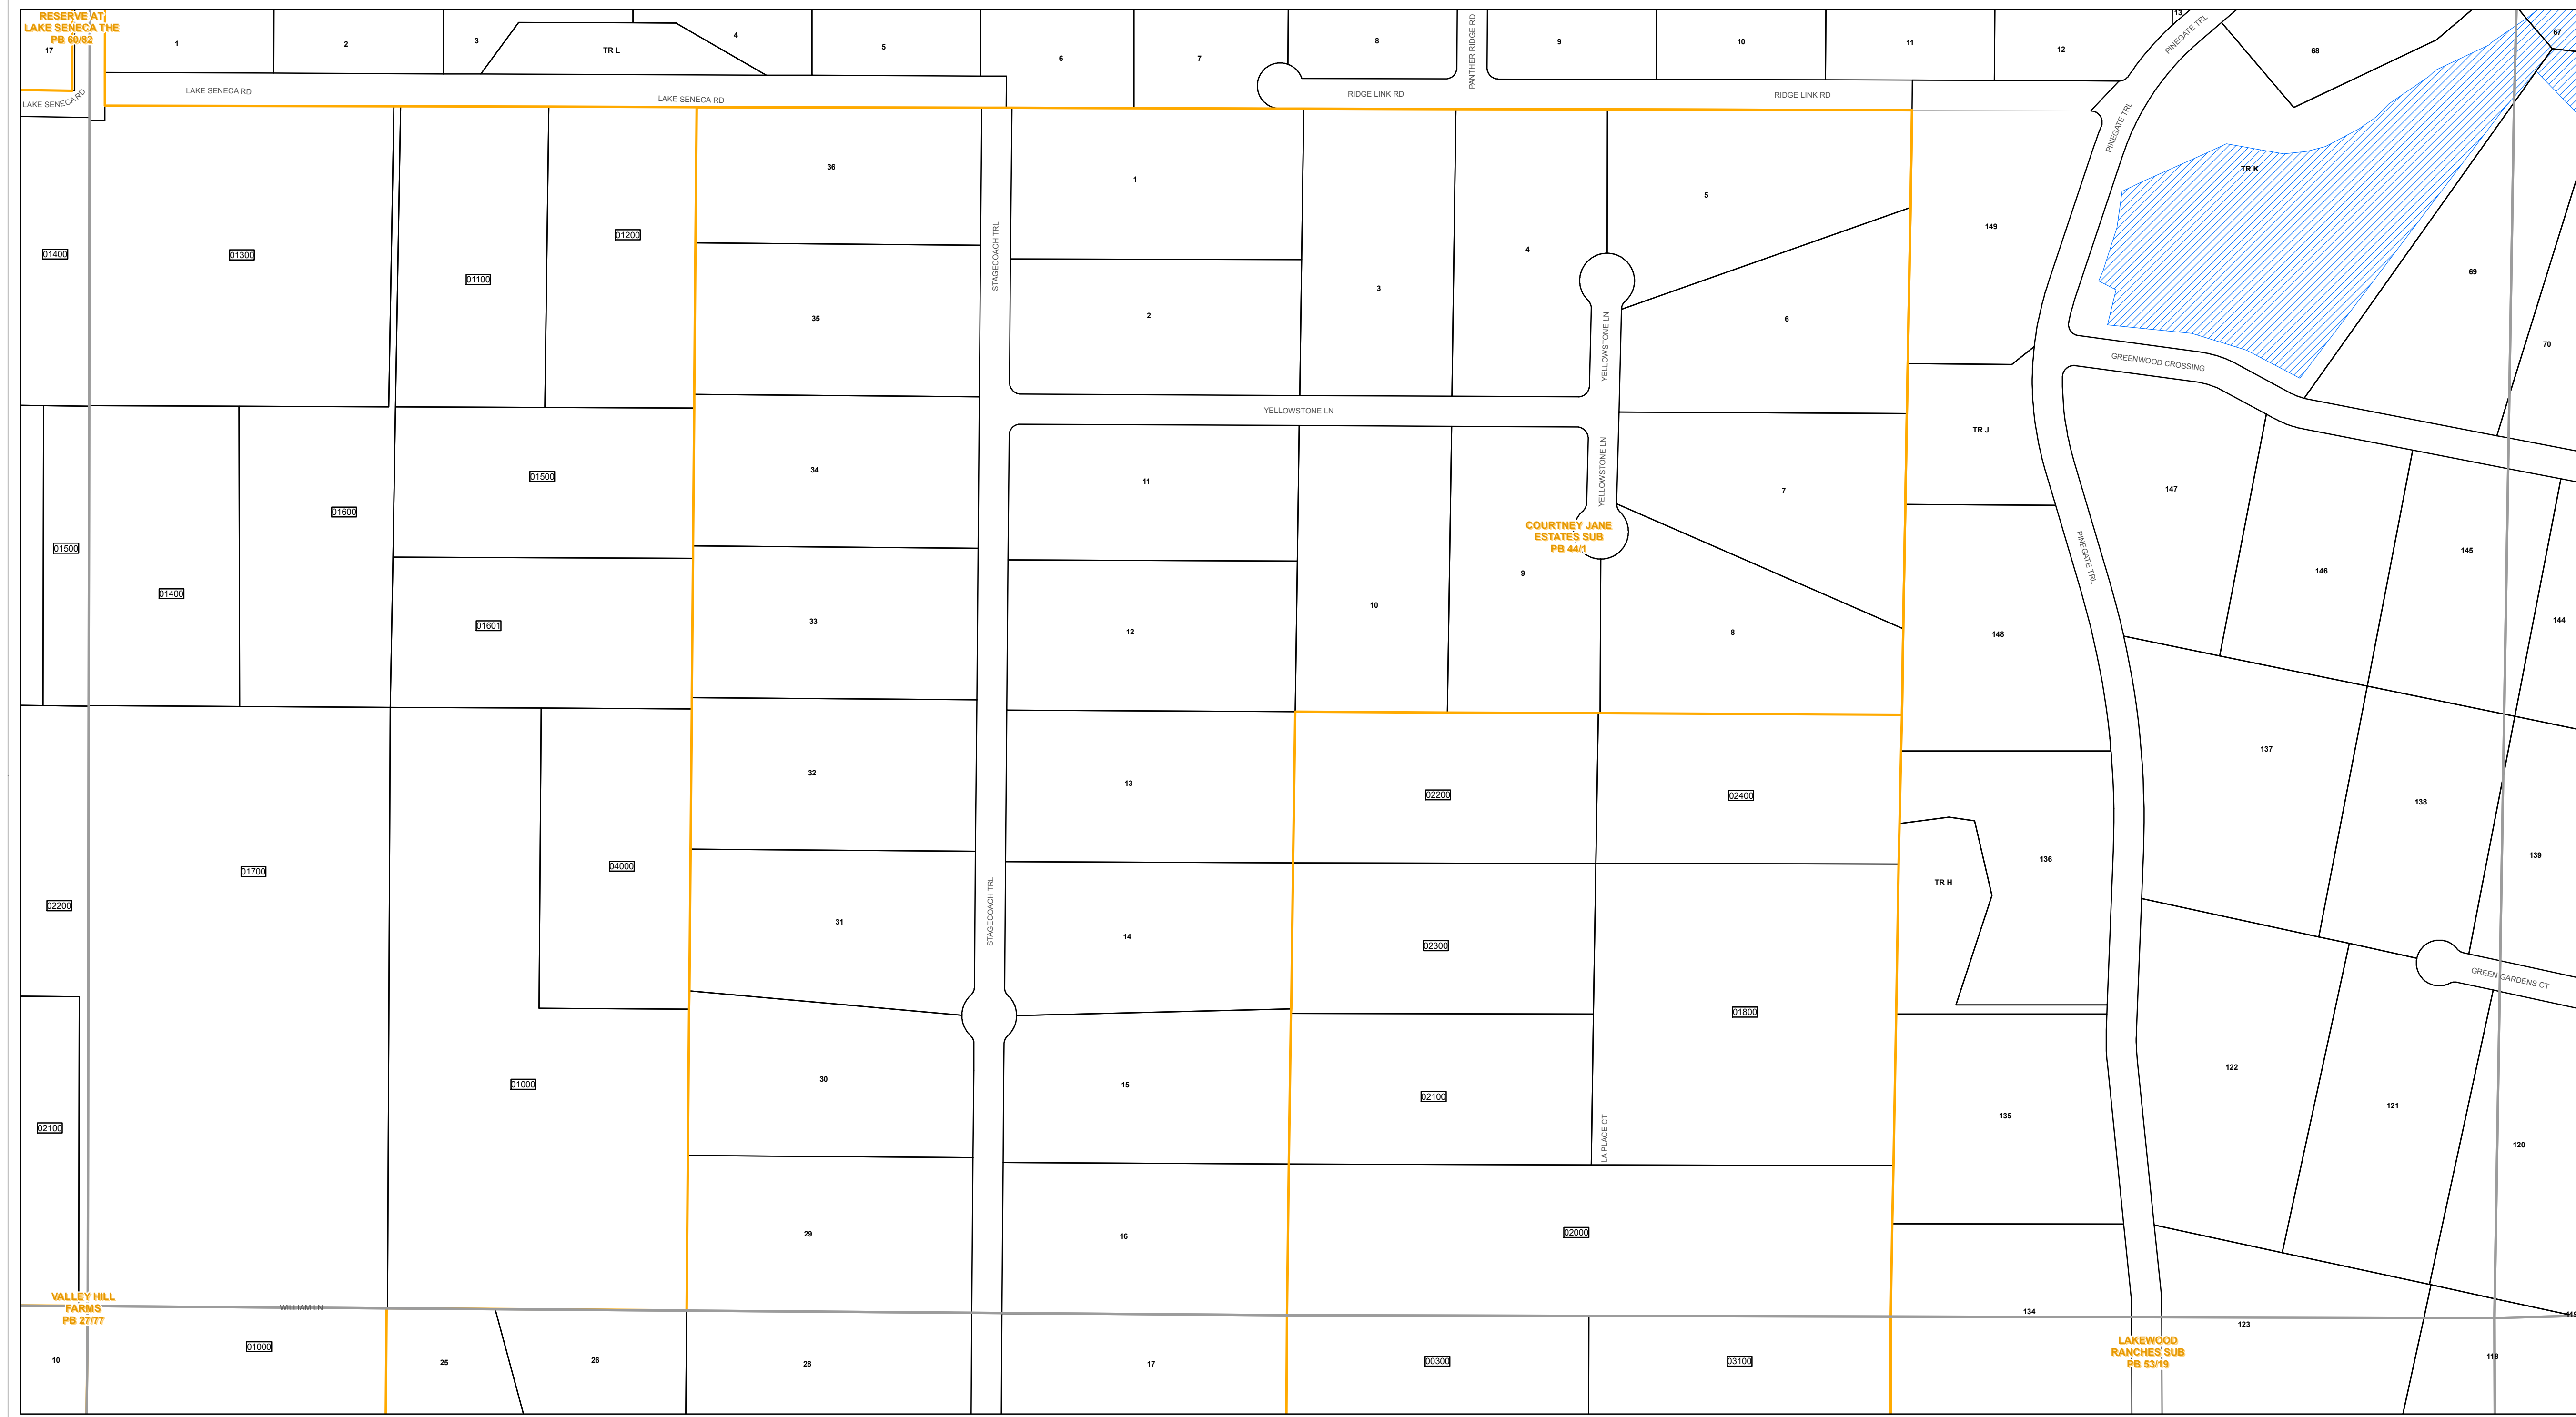 RESERVE AT
LAKE SENECA THE
PB 60/82
17
1
2
3
TR L
4
5
6
7
8
PANTHER RIDGE RD
9
10
11
12
13
PINEGATE TRL
68
67
LAKE SENECA RD
LAKE SENECA RD
LAKE SENECA RD
RIDGE LINK RD
RIDGE LINK RD
PINEGATE TRL
TR K
01400
01300
01100
01200
36
35
STAGECOACH TRL
1
2
3
4
5
6
YELLOWSTONE LN
149
69
70
GREENWOOD CROSSING
YELLOWSTONE LN
YELLOWSTONE LN
TR J
01500
01400
01600
01500
01601
34
33
11
12
10
9
7
8
COURTNEY JANE
ESTATES SUB
PB 44/1
148
PINEGATE TRL
147
146
145
144
02200
01700
04000
32
31
13
14
STAGECOACH TRL
02200
02400
02300
TR H
136
137
138
139
GREEN GARDENS CT
02100
01000
30
15
02100
01800
LA PLACE CT
135
122
121
120
29
16
02000
VALLEY HILL
FARMS
PB 27/77
WILLIAM LN
134
123
119
10
01000
25
26
28
17
00300
03100
LAKEWOOD
RANCHES SUB
PB 53/19
118